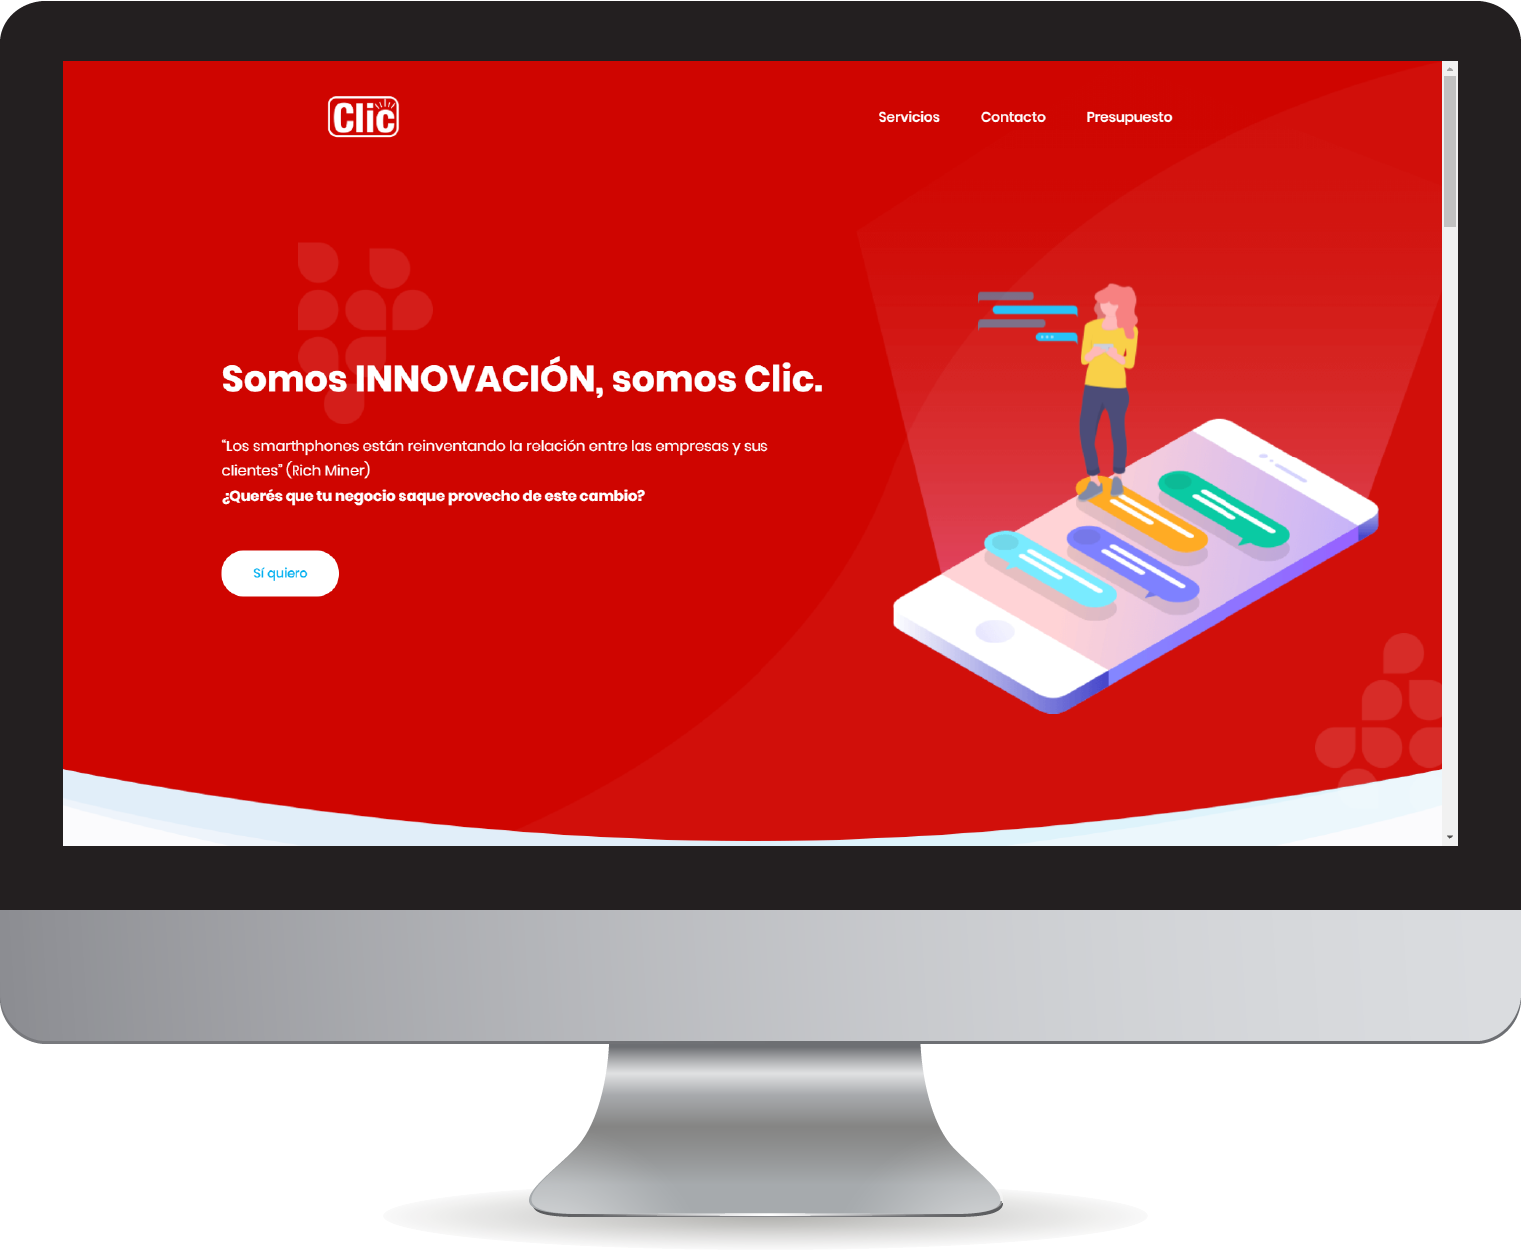 Clic
Servicios Contacto Presupuesto
Somos INNOVACIÓN, somos Clic.
"Los smarthphones están reinventando la relación entre las empresas y sus
clientes" (Rich Miner)
¿Querés que tu negocio saque provecho de este cambio?
Sí quiero